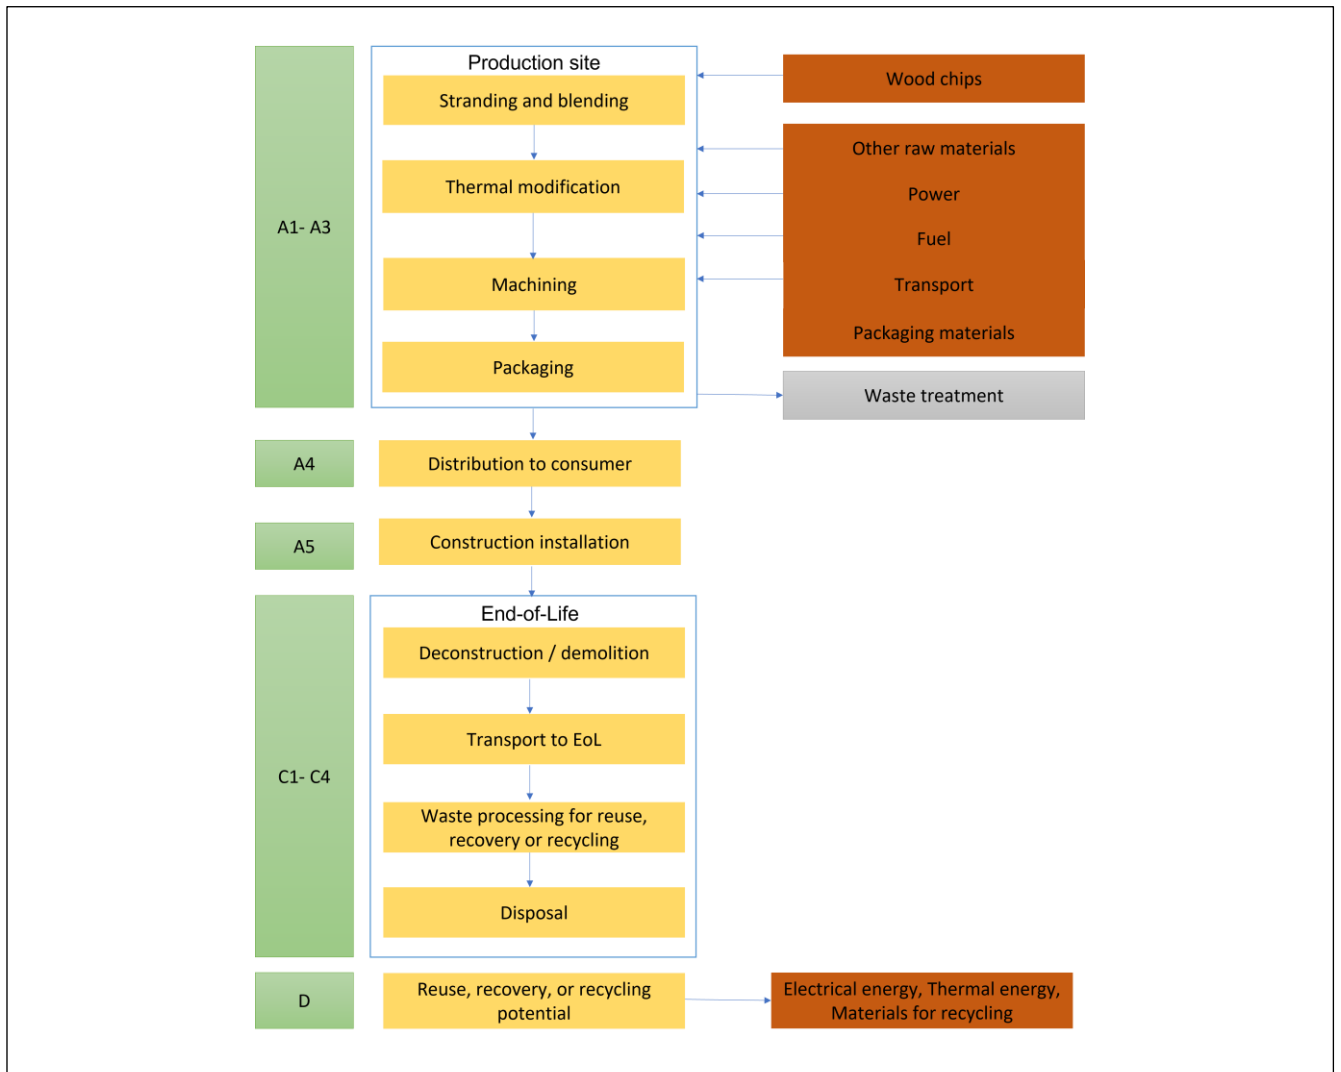 Production site
Wood chips
Stranding and blending
Other raw materials
Thermal modification
Power
A1- A3
Fuel
Machining
Transport
Packaging materials
Packaging
Waste treatment
A4
Distribution to consumer
A5
Construction installation
End-of-Life
Deconstruction / demolition
Transport to EoL
C1- C4
Waste processing for reuse,
recovery or recycling
Disposal
D
Reuse, recovery, or recycling
potential
Electrical energy, Thermal energy,
Materials for recycling